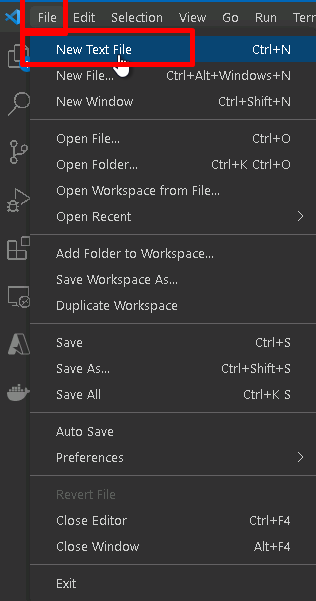 File Edit Selection View Go Run Term
New Text File Ctrl+N
New File... Ctrl+Alt+Windows+N
New Window Ctrl+Shift+N
Open File... Ctrl+O
Open Folder... Ctrl+K Ctrl+O
Open Workspace from File...
Open Recent
Add Folder to Workspace...
Save Workspace As...
Duplicate Workspace
Save Ctrl+S
Save As... Ctrl+Shift+S
Save All Ctrl+K S
Auto Save
Preferences
Revert File
Close Editor Ctrl+F4
Close Window Alt+F4
Exit